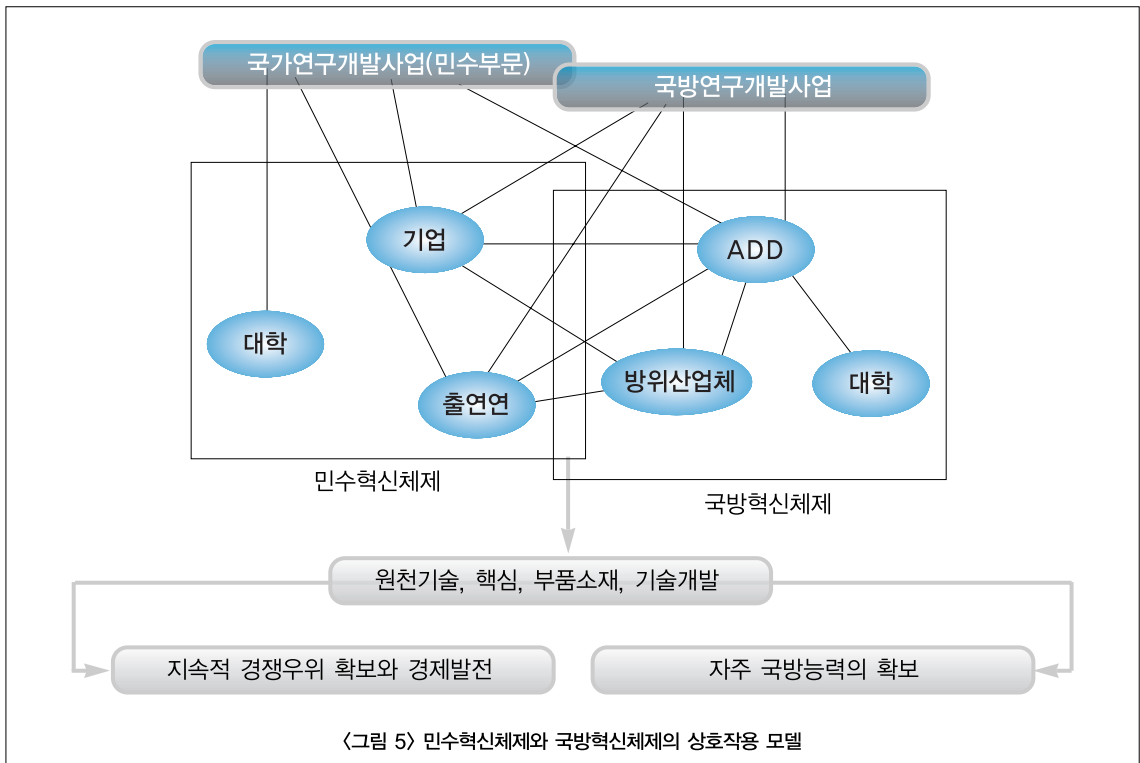 국가연구개발사업(민수부문)
국방연구개발사업
기업
ADD
대학
출연연
방위산업체
대학
민수혁신체제
국방혁신체제
원천기술, 핵심, 부품소재, 기술개발
지속적 경쟁우위 확보와 경제발전
자주 국방능력의 확보
〈그림 5〉 민수혁신체제와 국방혁신체제의 상호작용 모델